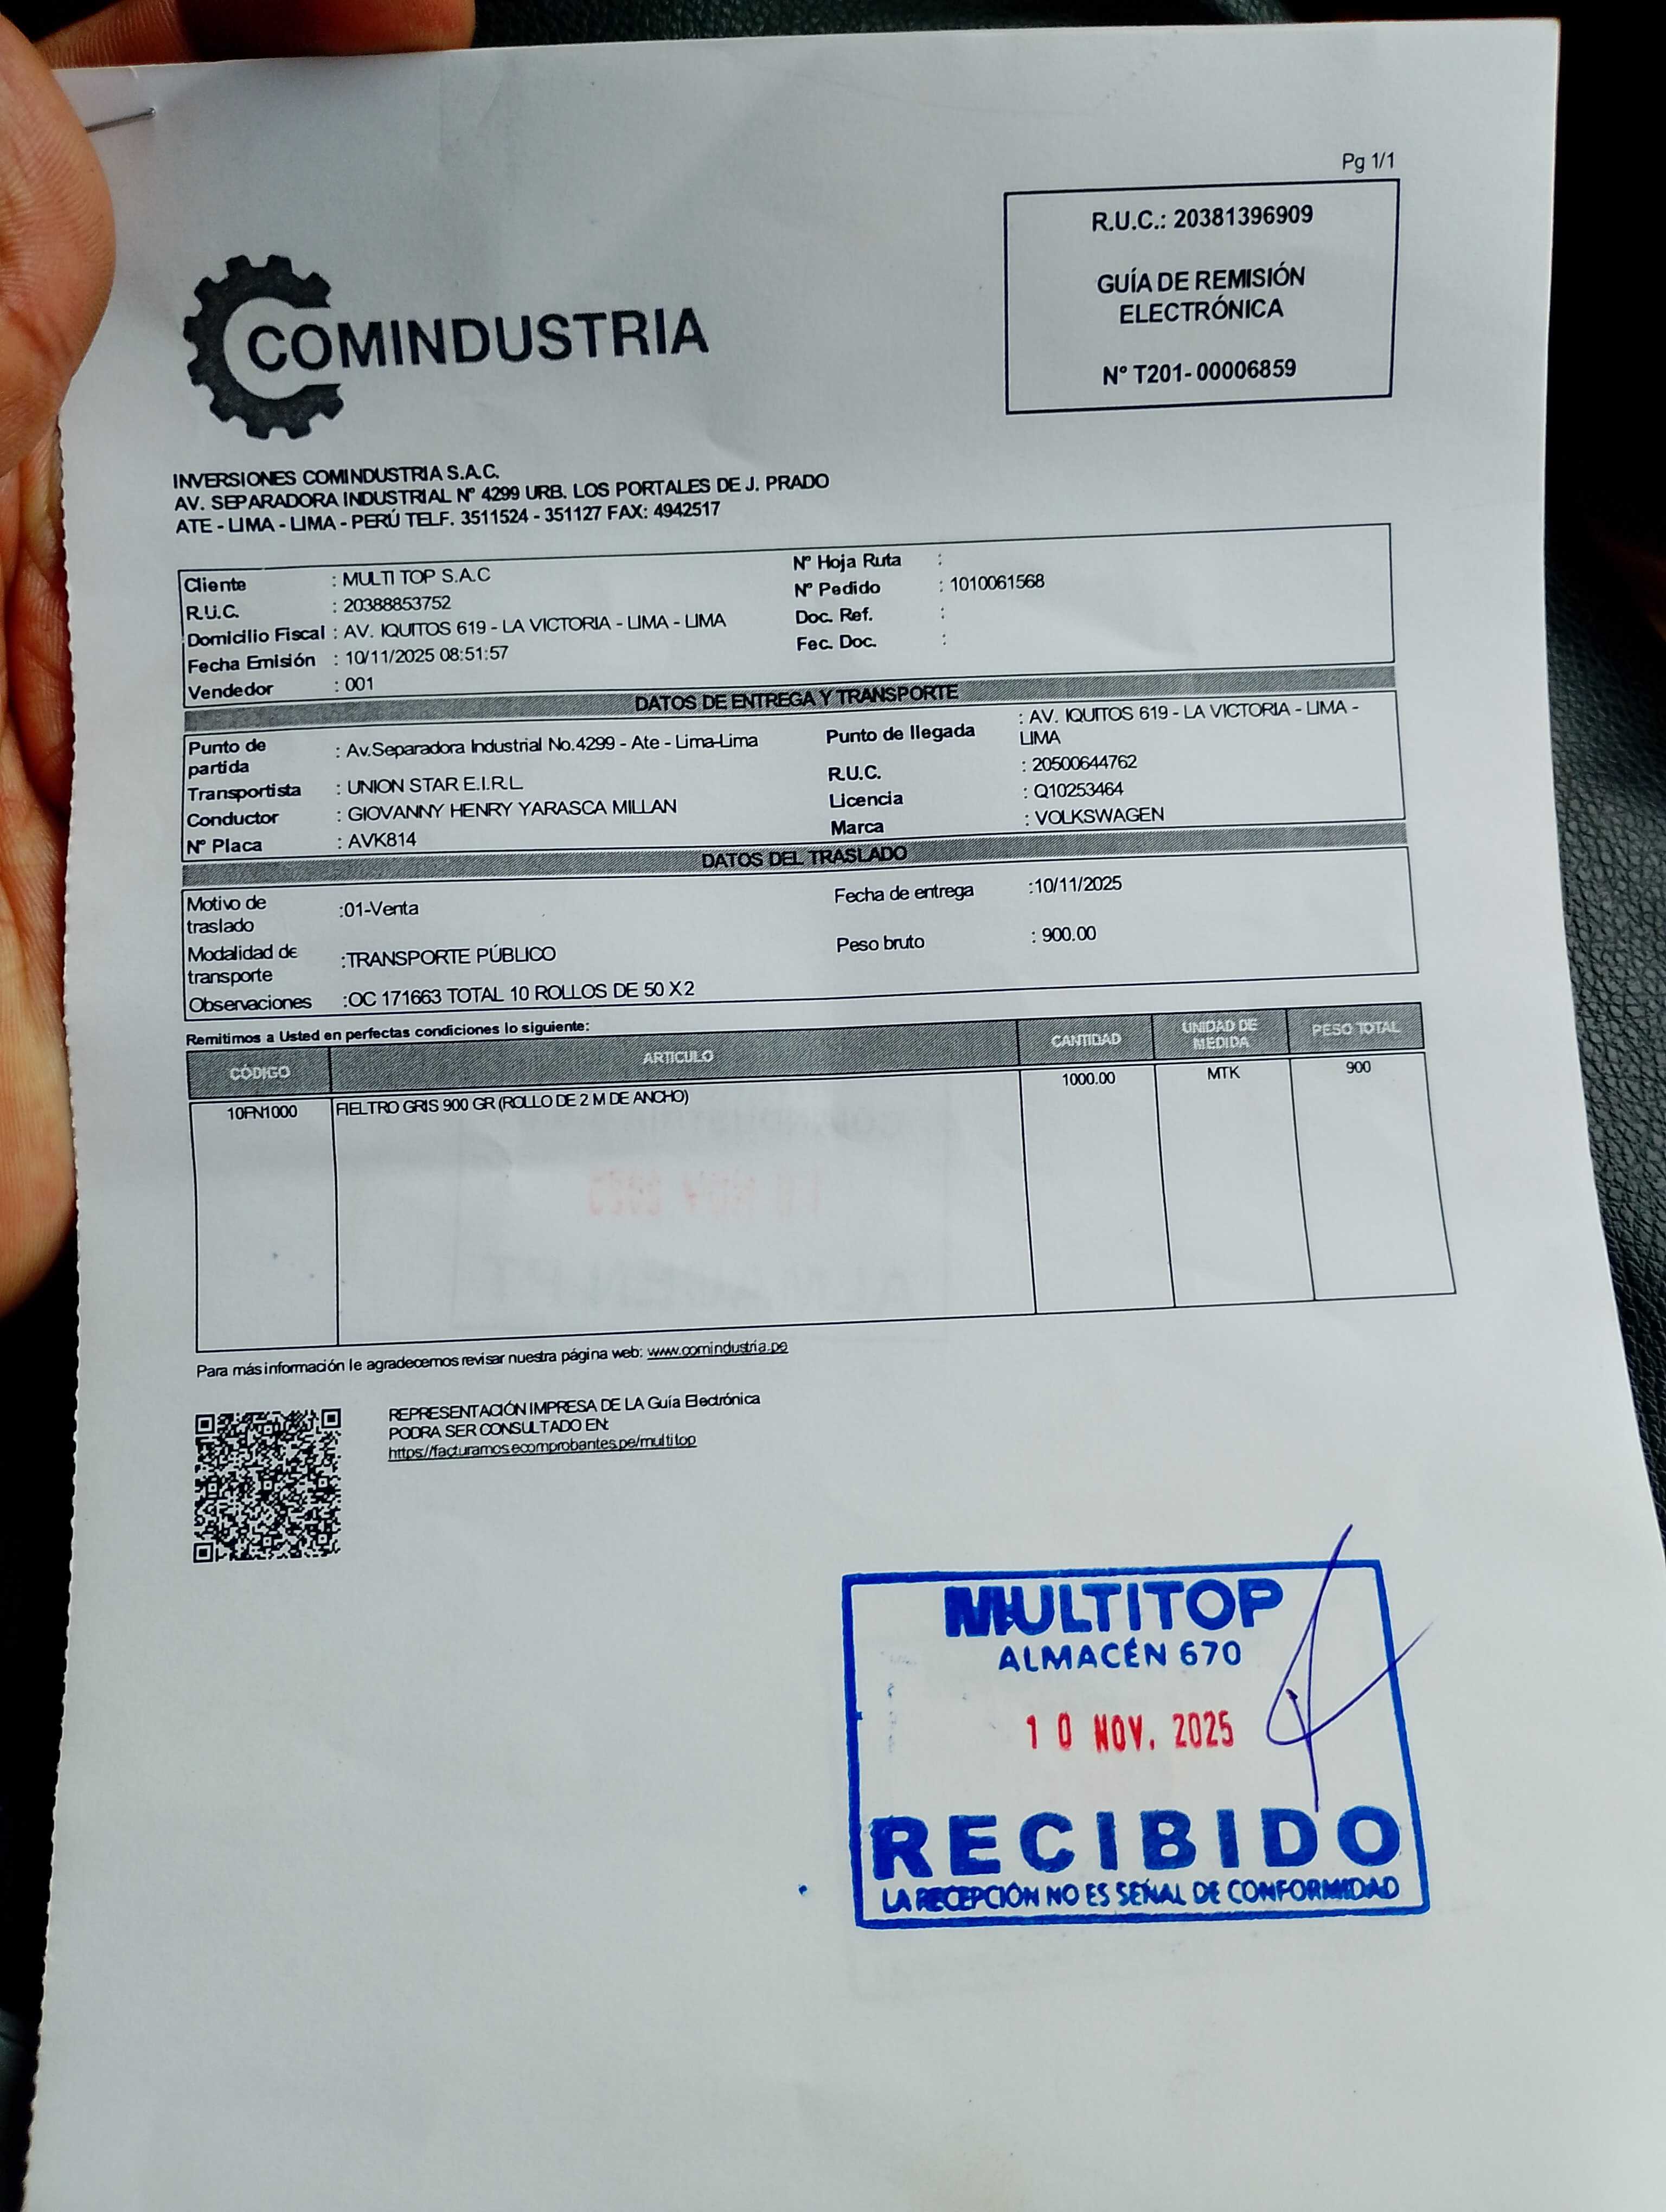 Pg 1/1
R.U.C.: 20381396909
GUÍA DE REMISIÓN
ELECTRÓNICA
Nº T201- 00006859
COMINDUSTRIA
INVERSIONES COMINDUSTRIA S.A.C.
AV. SEPARADORA INDUSTRIAL Nº 4299 URB. LOS PORTALES DE J. PRADO
ATE - LIMA - LIMA - PERÚ TELF. 3511524 - 351127 FAX: 4942517
Cliente : MULTI TOP S.A.C
R.U.C. : 20388853752
Domicilio Fiscal : AV. IQUITOS 619 - LA VICTORIA - LIMA - LIMA
Fecha Emisión : 10/11/2025 08:51:57
Vendedor : 001
Nº Hoja Ruta :
Nº Pedido : 1010061568
Doc. Ref. :
Fec. Doc. :
DATOS DE ENTREGA Y TRANSPORTE
Punto de partida : Av.Separadora Industrial No.4299 - Ate - Lima-Lima
Transportista : UNION STAR E.I.R.L
Conductor : GIOVANNY HENRY YARASCA MILLAN
Nº Placa : AVK814
Punto de llegada : AV. IQUITOS 619 - LA VICTORIA - LIMA -
LIMA
R.U.C. : 20500644762
Licencia : Q10253464
Marca : VOLKSWAGEN
DATOS DEL TRASLADO
Motivo de traslado :01-Venta
Modalidad de transporte :TRANSPORTE PÚBLICO
Observaciones :OC 171663 TOTAL 10 ROLLOS DE 50 X 2
Fecha de entrega :10/11/2025
Peso bruto : 900.00
Remitimos a Usted en perfectas condiciones lo siguiente:
CÓDIGO ARTICULO CANTIDAD UNIDAD DE MEDIDA PESO TOTAL
10FN1000 FIELTRO GRIS 900 GR (ROLLO DE 2 M DE ANCHO) 1000.00 MTK 900
Para más información le agradecemos revisar nuestra página web: www.comindustria.pe
REPRESENTACIÓN IMPRESA DE LA Guía Electrónica
PODRA SER CONSULTADO EN:
https://facturamos.ecomprobantes.pe/multitop
MULTITOP
ALMACÉN 670
10 NOV. 2025
RECIBIDO
LA RECEPCIÓN NO ES SEÑAL DE CONFORMIDAD